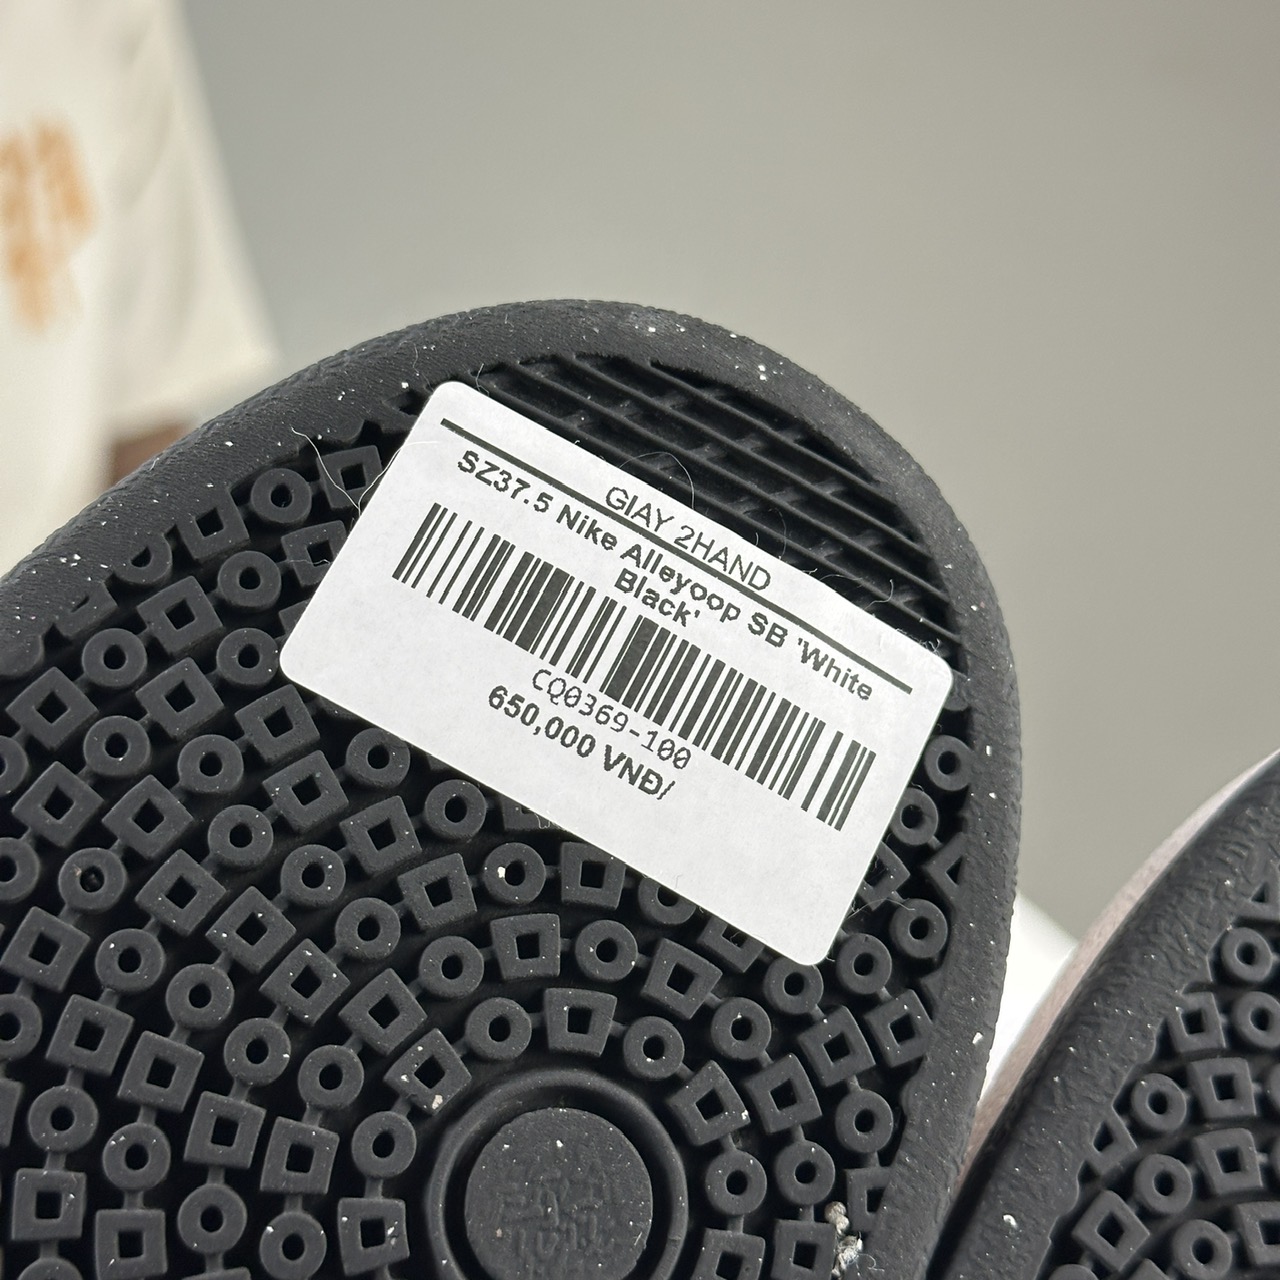 GIAY 2HAND
SZ37.5 Nike Alleyoop SB 'White
Black'
CQ0369-100
650,000 VNĐ/